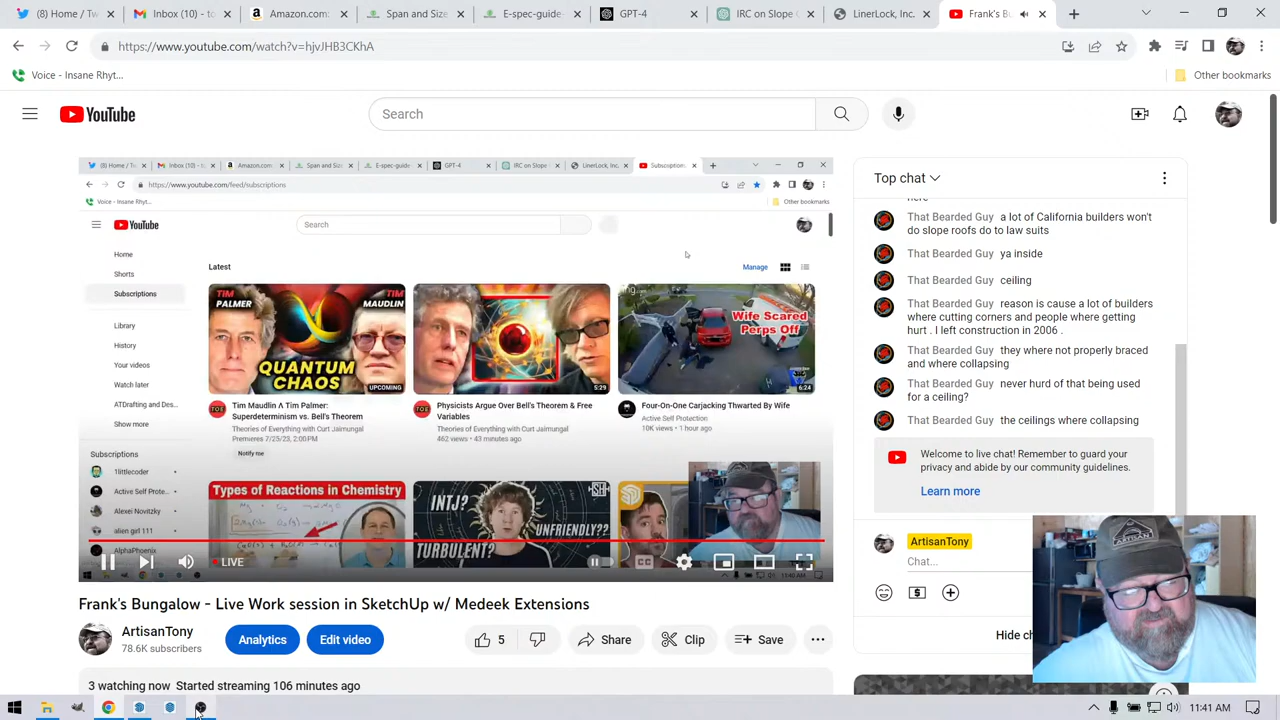 (8) Home / Tw
Inbox (10) - to
Amazon.com
Span and Size
E-spec-guide
GPT-4
IRC on Slope C
LinerLock, Inc.
Frank's Bu
https://www.youtube.com/watch?v=hjvJHB3CKhA
Voice - Insane Rhyt...
Other bookmarks
YouTube
Search
(8) Home / Tw
Inbox (10) - to
Amazon.com
Span and Siz
E-spec-guide
GPT-4
IRC on Slope
LinerLock, Inc.
Subscriptions
https://www.youtube.com/feed/subscriptions
Voice - Insane Rhyt...
Other bookmarks
YouTube
Search
Home
Shorts
Subscriptions
Library
History
Your videos
Watch later
ATDrafting and Des...
Show more
Subscriptions
1littlecoder
Active Self Prote...
Alexei Novitzky
alien girl 111
AlphaPhoenix
Latest
Manage
TIM PALMER
TIM MAUDLIN
QUANTUM CHAOS
UPCOMING
5:29
Wife Scared Perps Off
6:24
Tim Maudlin Λ Tim Palmer: Superdeterminism vs. Bell's Theorem
Theories of Everything with Curt Jaimungal
Premieres 7/25/23, 2:00PM
Notify me
Physicists Argue Over Bell's Theorem & Free Variables
Theories of Everything with Curt Jaimungal
462 views • 43 minutes ago
Four-On-One Carjacking Thwarted By Wife
Active Self Protection
10K views • 1 hour ago
Types of Reactions in Chemistry
INTJ?
UNFRIENDLY??
TURBULENT?
LIVE
11:40 AM
Frank's Bungalow - Live Work session in SketchUp w/ Medeek Extensions
ArtisanTony
78.6K subscribers
Analytics
Edit video
5
Share
Clip
Save
3 watching now Started streaming 106 minutes ago
Top chat
here
That Bearded Guy a lot of California builders won't
do slope roofs do to law suits
That Bearded Guy ya inside
That Bearded Guy ceiling
That Bearded Guy reason is cause a lot of builders
where cutting corners and people where getting
hurt . I left construction in 2006 .
That Bearded Guy they where not properly braced
and where collapsing
That Bearded Guy never hurd of that being used
for a ceiling?
That Bearded Guy the ceilings where collapsing
Welcome to live chat! Remember to guard your
privacy and abide by our community guidelines.
Learn more
ArtisanTony
Chat...
Hide ch
ARTISAN
11:41 AM